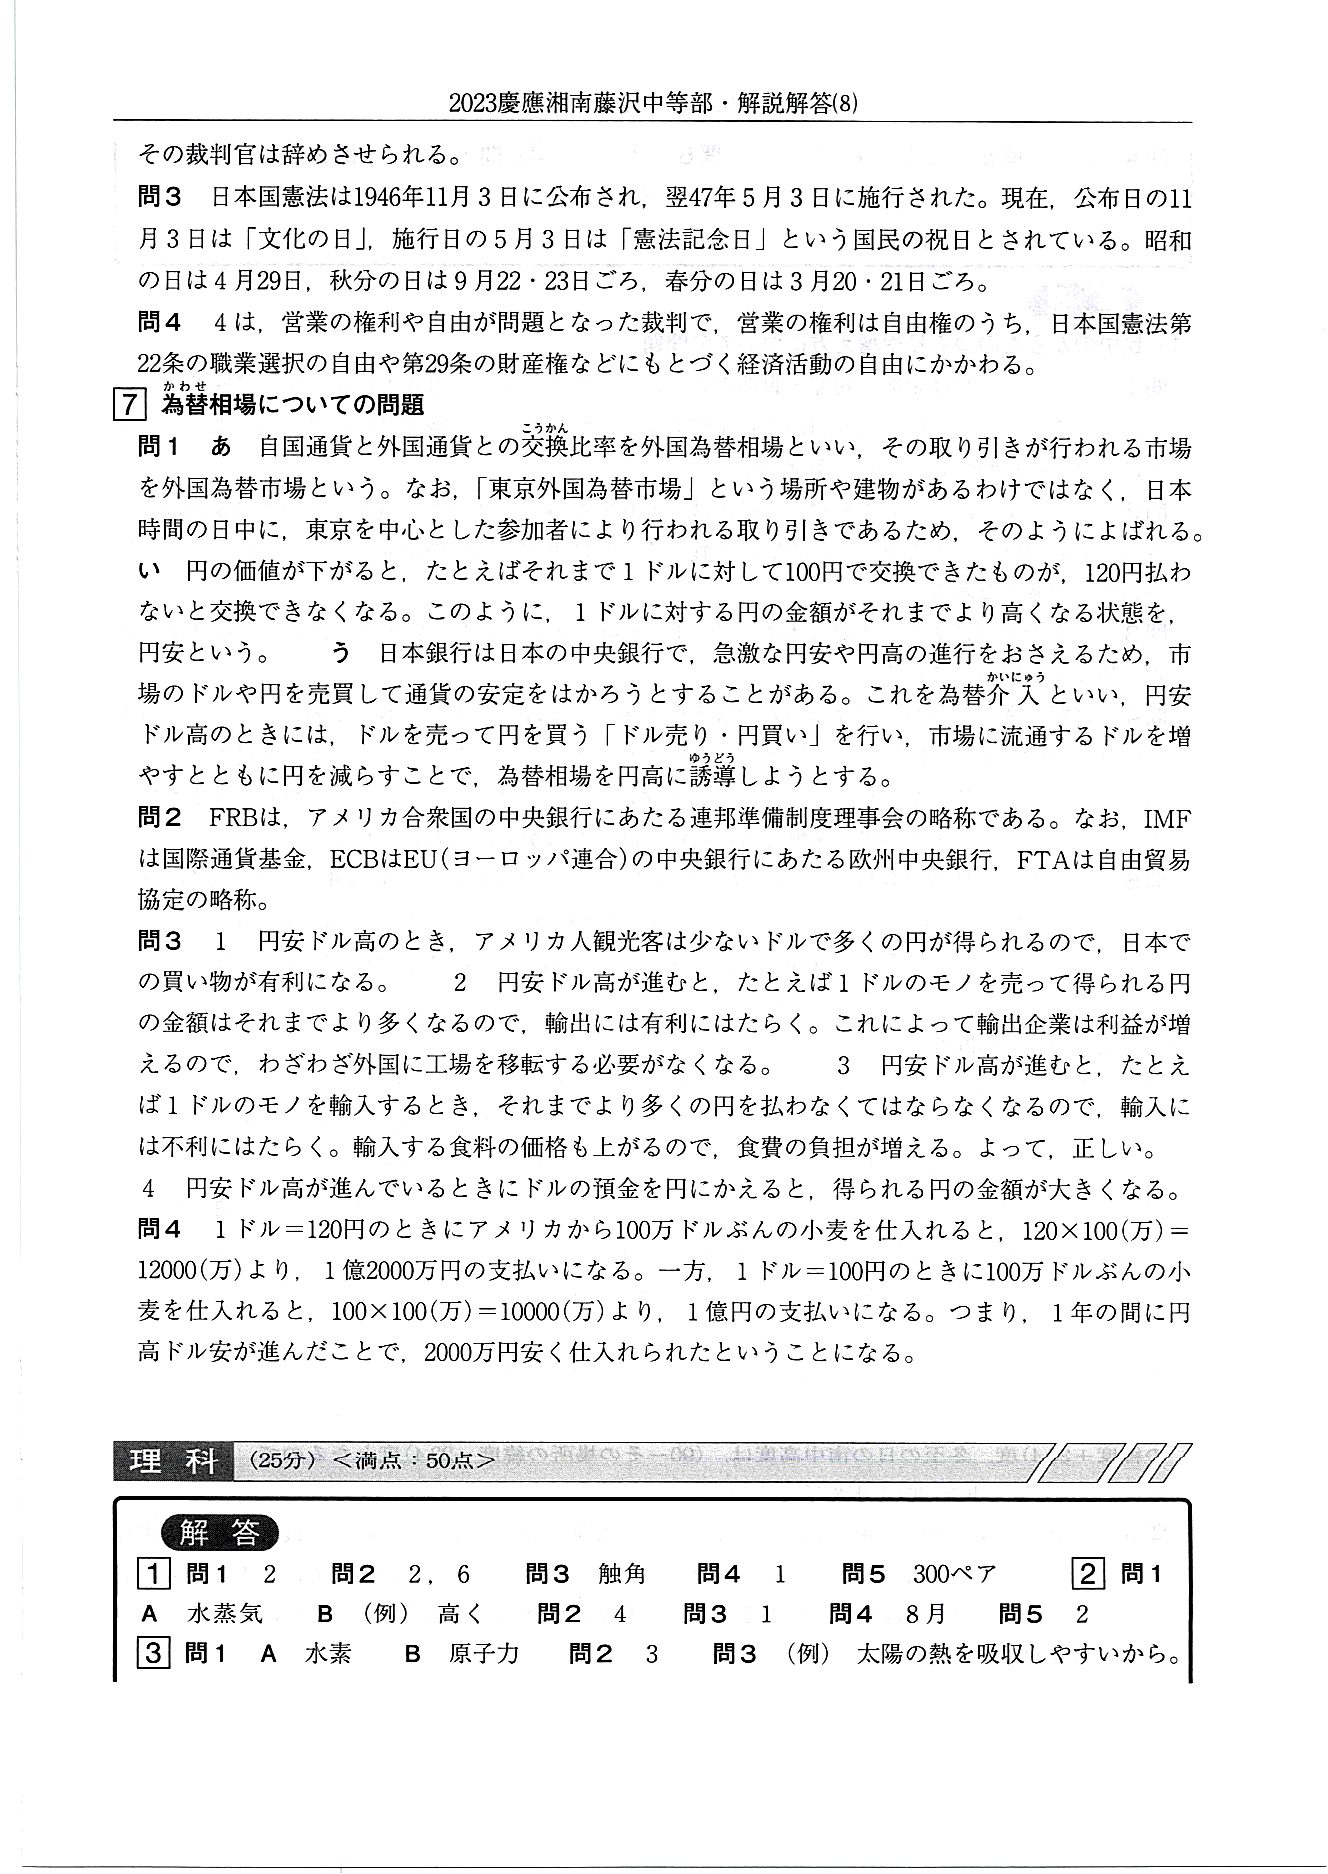 2023慶應湘南藤沢中等部・解説解答(8)
その裁判官は辞めさせられる。
問3　日本国憲法は1946年11月3日に公布され，翌47年5月3日に施行された。現在，公布日の11
月3日は「文化の日」，施行日の5月3日は「憲法記念日」という国民の祝日とされている。昭和
の日は4月29日，秋分の日は9月22・23日ごろ，春分の日は3月20・21日ごろ。
問4　4は，営業の権利や自由が問題となった裁判で，営業の権利は自由権のうち，日本国憲法第
22条の職業選択の自由や第29条の財産権などにもとづく経済活動の自由にかかわる。
かわせ
7 為替相場についての問題
こうかん
問1　あ　自国通貨と外国通貨との交換比率を外国為替相場といい，その取り引きが行われる市場
を外国為替市場という。なお，「東京外国為替市場」という場所や建物があるわけではなく，日本
時間の日中に，東京を中心とした参加者により行われる取り引きであるため，そのようによばれる。
い　円の価値が下がると，たとえばそれまで1ドルに対して100円で交換できたものが，120円払わ
ないと交換できなくなる。このように，1ドルに対する円の金額がそれまでより高くなる状態を，
円安という。　う　日本銀行は日本の中央銀行で，急激な円安や円高の進行をおさえるため，市
かいにゅう
場のドルや円を売買して通貨の安定をはかろうとすることがある。これを為替介入といい，円安
ドル高のときには，ドルを売って円を買う「ドル売り・円買い」を行い，市場に流通するドルを増
ゆうどう
やすとともに円を減らすことで，為替相場を円高に誘導しようとする。
問2　FRBは，アメリカ合衆国の中央銀行にあたる連邦準備制度理事会の略称である。なお，IMF
は国際通貨基金，ECBはEU(ヨーロッパ連合)の中央銀行にあたる欧州中央銀行，FTAは自由貿易
協定の略称。
問3　1　円安ドル高のとき，アメリカ人観光客は少ないドルで多くの円が得られるので，日本で
の買い物が有利になる。　2　円安ドル高が進むと，たとえば1ドルのモノを売って得られる円
の金額はそれまでより多くなるので，輸出には有利にはたらく。これによって輸出企業は利益が増
えるので，わざわざ外国に工場を移転する必要がなくなる。　3　円安ドル高が進むと，たとえ
ば1ドルのモノを輸入するとき，それまでより多くの円を払わなくてはならなくなるので，輸入に
は不利にはたらく。輸入する食料の価格も上がるので，食費の負担が増える。よって，正しい。
4　円安ドル高が進んでいるときにドルの預金を円にかえると，得られる円の金額が大きくなる。
問4　1ドル＝120円のときにアメリカから100万ドルぶんの小麦を仕入れると，120×100(万)＝
12000(万)より，1億2000万円の支払いになる。一方，1ドル＝100円のときに100万ドルぶんの小
麦を仕入れると，100×100(万)＝10000(万)より，1億円の支払いになる。つまり，1年の間に円
高ドル安が進んだことで，2000万円安く仕入れられたということになる。
理科　(25分)　＜満点：50点＞
解答
1 問1　2　問2　2，6　問3　触角　問4　1　問5　300ペア　2 問1
A　水蒸気　B　(例)　高く　問2　4　問3　1　問4　8月　問5　2
3 問1　A　水素　B　原子力　問2　3　問3　(例)　太陽の熱を吸収しやすいから。